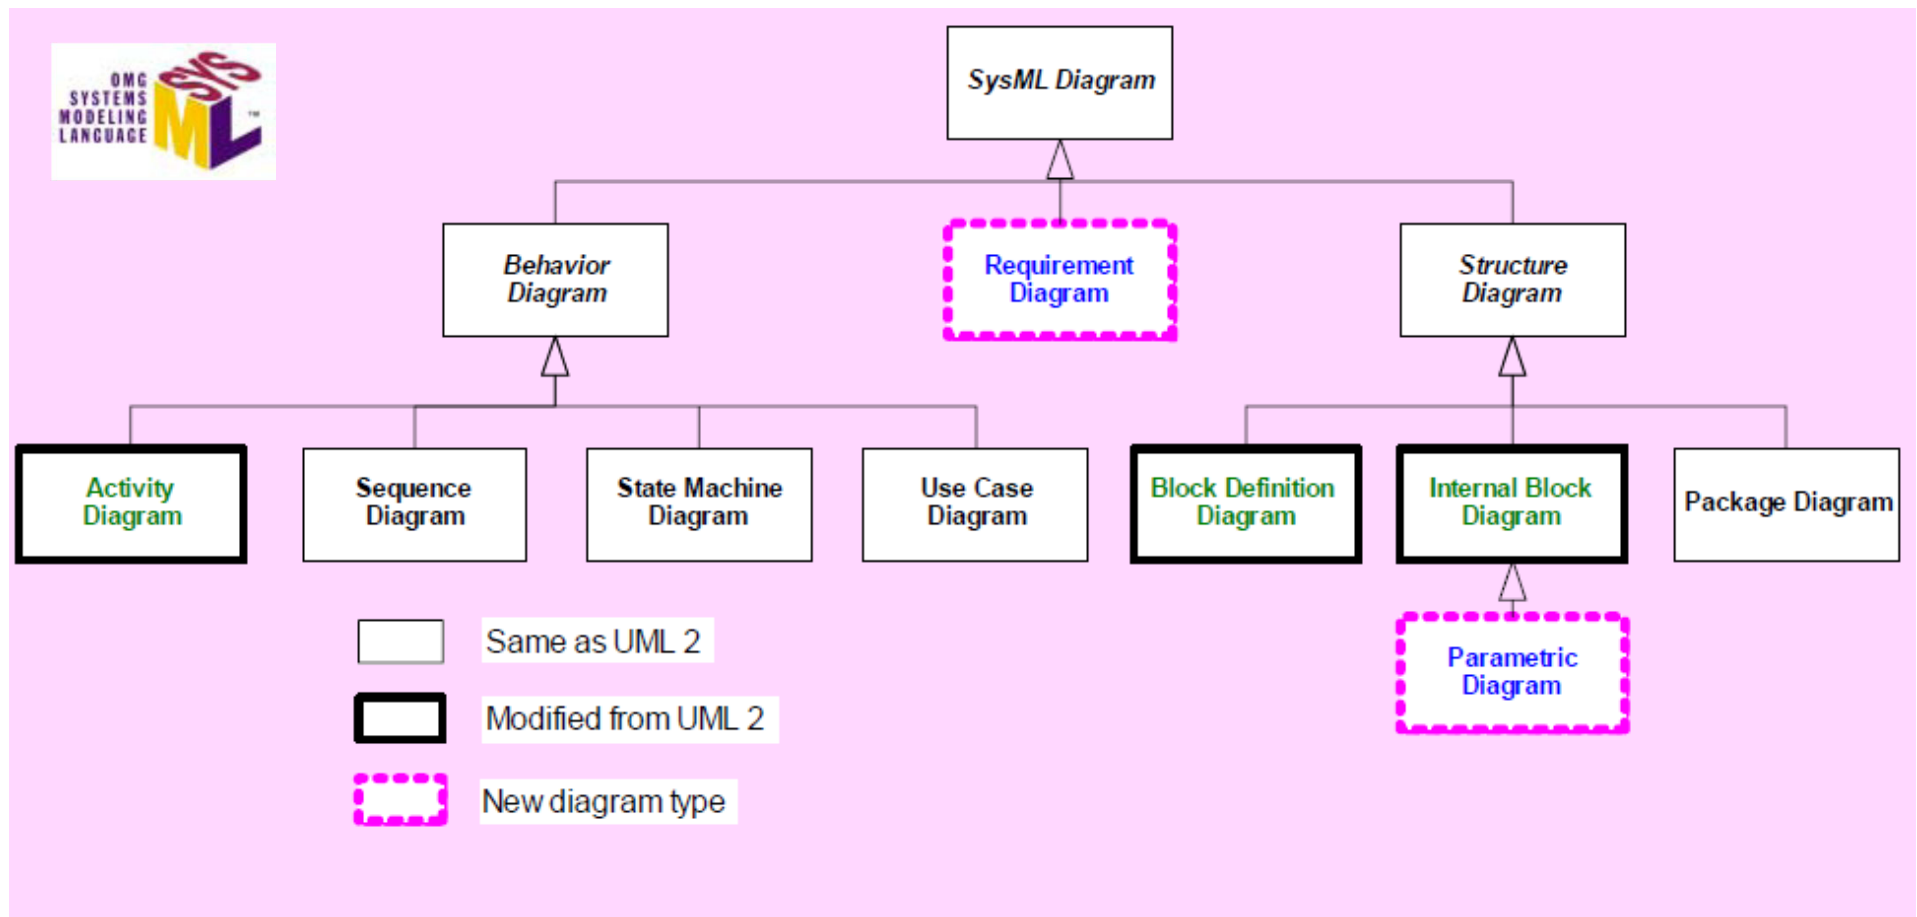 OMG
SYSTEMS
MODELING
LANGUAGE
SYS
ML
™
SysML Diagram
Behavior
Diagram
Requirement
Diagram
Structure
Diagram
Activity
Diagram
Sequence
Diagram
State Machine
Diagram
Use Case
Diagram
Block Definition
Diagram
Internal Block
Diagram
Package Diagram
Parametric
Diagram
Same as UML 2
Modified from UML 2
New diagram type